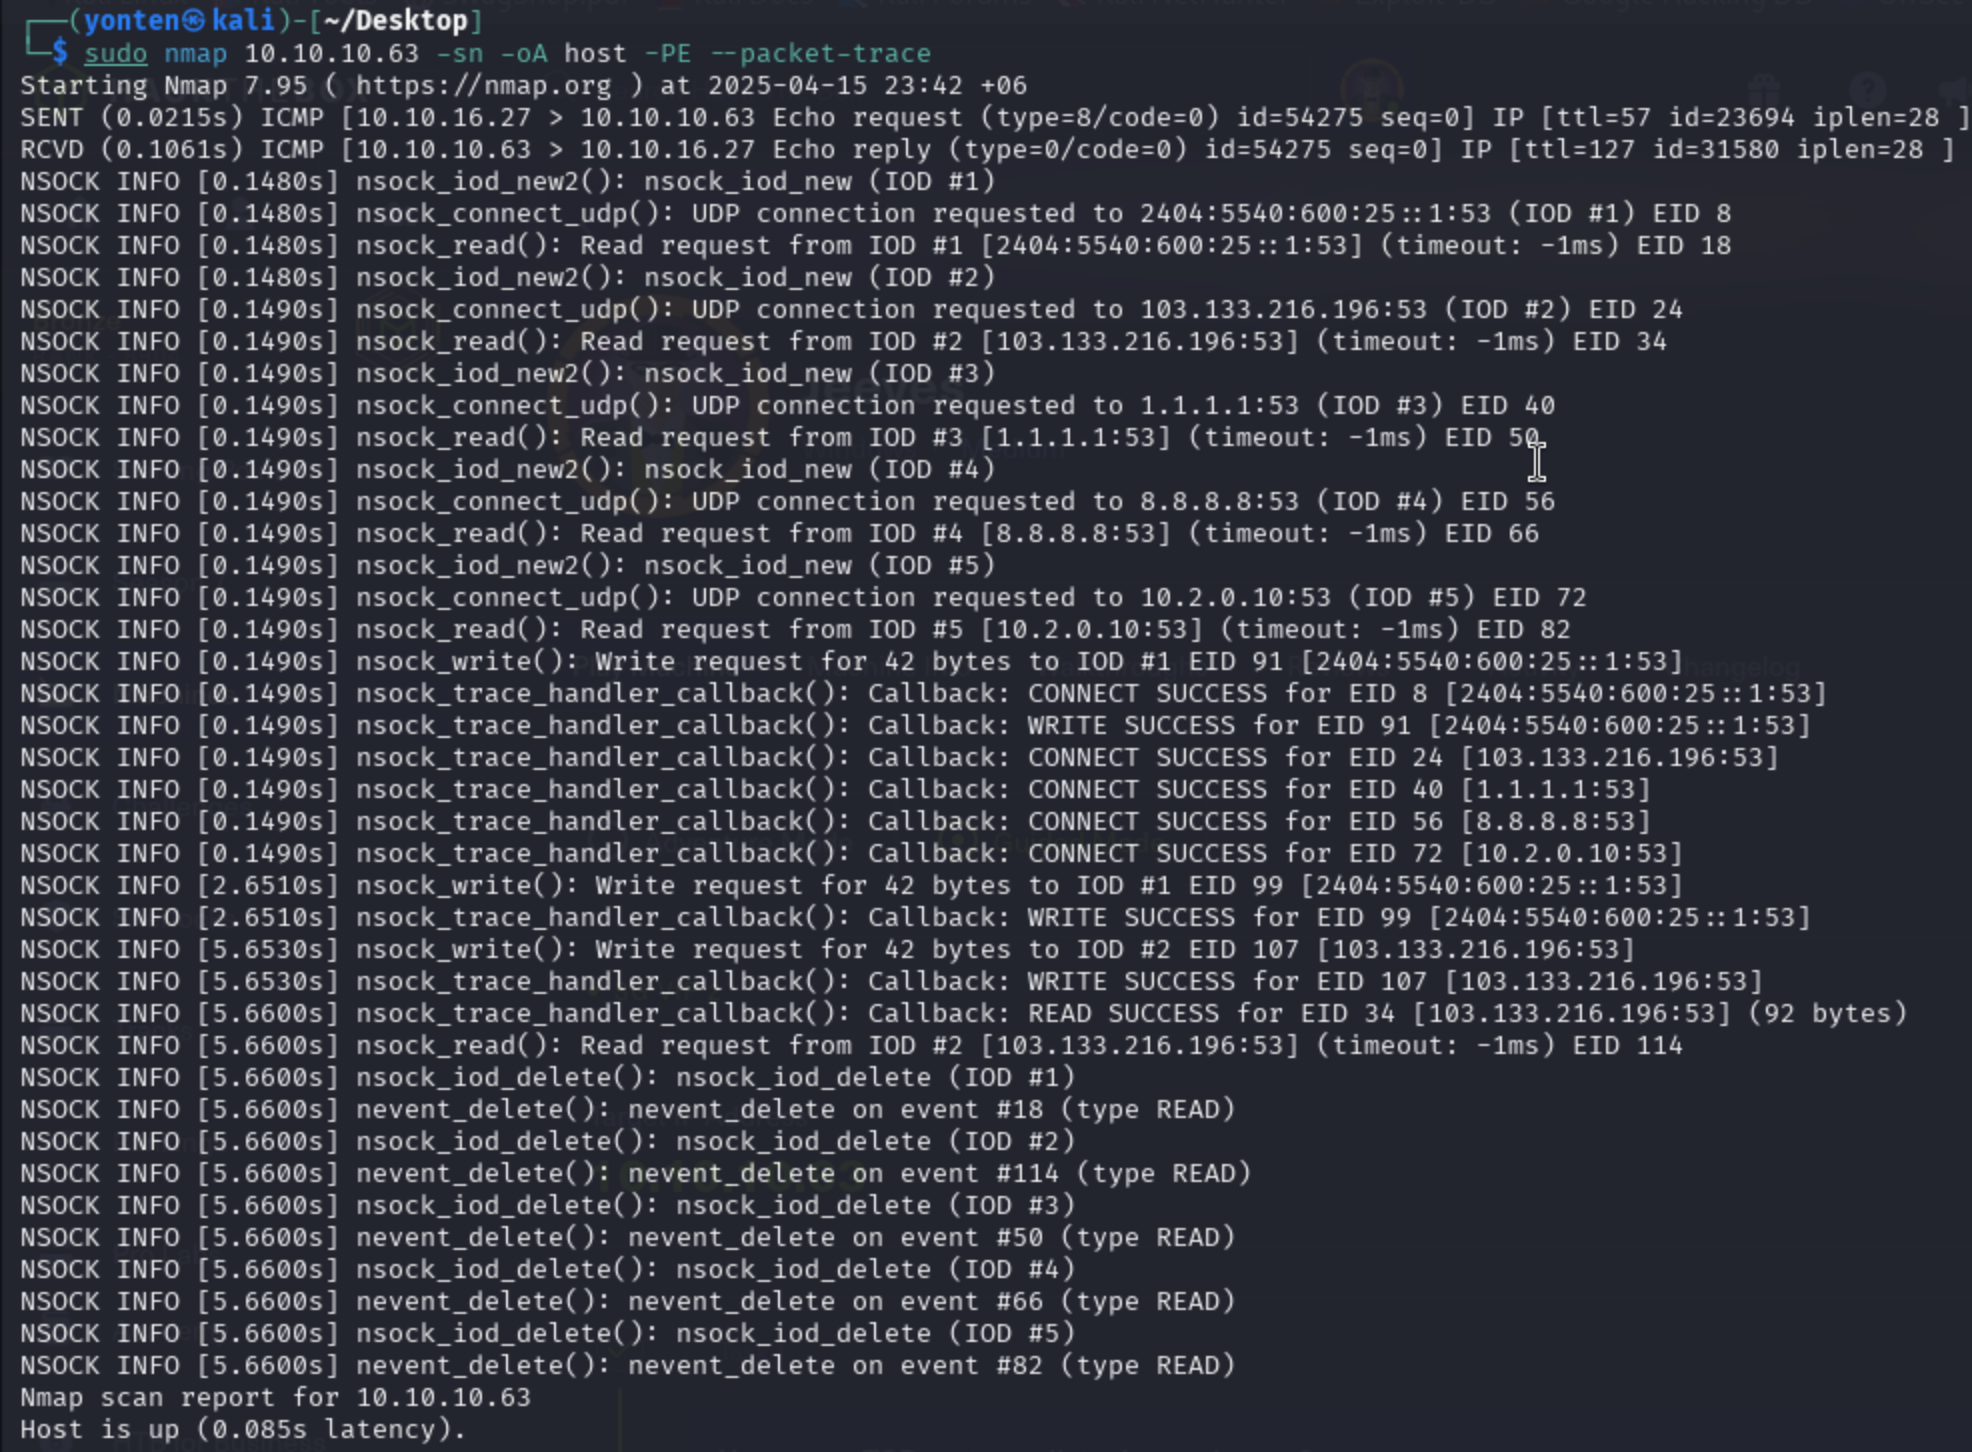 ┌──(yonten㉿kali)-[~/Desktop]
└─$ sudo nmap 10.10.10.63 -sn -oA host -PE --packet-trace
Starting Nmap 7.95 ( https://nmap.org ) at 2025-04-15 23:42 +06
SENT (0.0215s) ICMP [10.10.16.27 > 10.10.10.63 Echo request (type=8/code=0) id=54275 seq=0] IP [ttl=57 id=23694 iplen=28 ]
RCVD (0.1061s) ICMP [10.10.10.63 > 10.10.16.27 Echo reply (type=0/code=0) id=54275 seq=0] IP [ttl=127 id=31580 iplen=28 ]
NSOCK INFO [0.1480s] nsock_iod_new2(): nsock_iod_new (IOD #1)
NSOCK INFO [0.1480s] nsock_connect_udp(): UDP connection requested to 2404:5540:600:25::1:53 (IOD #1) EID 8
NSOCK INFO [0.1480s] nsock_read(): Read request from IOD #1 [2404:5540:600:25::1:53] (timeout: -1ms) EID 18
NSOCK INFO [0.1480s] nsock_iod_new2(): nsock_iod_new (IOD #2)
NSOCK INFO [0.1490s] nsock_connect_udp(): UDP connection requested to 103.133.216.196:53 (IOD #2) EID 24
NSOCK INFO [0.1490s] nsock_read(): Read request from IOD #2 [103.133.216.196:53] (timeout: -1ms) EID 34
NSOCK INFO [0.1490s] nsock_iod_new2(): nsock_iod_new (IOD #3)
NSOCK INFO [0.1490s] nsock_connect_udp(): UDP connection requested to 1.1.1.1:53 (IOD #3) EID 40
NSOCK INFO [0.1490s] nsock_read(): Read request from IOD #3 [1.1.1.1:53] (timeout: -1ms) EID 50
NSOCK INFO [0.1490s] nsock_iod_new2(): nsock_iod_new (IOD #4)
NSOCK INFO [0.1490s] nsock_connect_udp(): UDP connection requested to 8.8.8.8:53 (IOD #4) EID 56
NSOCK INFO [0.1490s] nsock_read(): Read request from IOD #4 [8.8.8.8:53] (timeout: -1ms) EID 66
NSOCK INFO [0.1490s] nsock_iod_new2(): nsock_iod_new (IOD #5)
NSOCK INFO [0.1490s] nsock_connect_udp(): UDP connection requested to 10.2.0.10:53 (IOD #5) EID 72
NSOCK INFO [0.1490s] nsock_read(): Read request from IOD #5 [10.2.0.10:53] (timeout: -1ms) EID 82
NSOCK INFO [0.1490s] nsock_write(): Write request for 42 bytes to IOD #1 EID 91 [2404:5540:600:25::1:53]
NSOCK INFO [0.1490s] nsock_trace_handler_callback(): Callback: CONNECT SUCCESS for EID 8 [2404:5540:600:25::1:53]
NSOCK INFO [0.1490s] nsock_trace_handler_callback(): Callback: WRITE SUCCESS for EID 91 [2404:5540:600:25::1:53]
NSOCK INFO [0.1490s] nsock_trace_handler_callback(): Callback: CONNECT SUCCESS for EID 24 [103.133.216.196:53]
NSOCK INFO [0.1490s] nsock_trace_handler_callback(): Callback: CONNECT SUCCESS for EID 40 [1.1.1.1:53]
NSOCK INFO [0.1490s] nsock_trace_handler_callback(): Callback: CONNECT SUCCESS for EID 56 [8.8.8.8:53]
NSOCK INFO [0.1490s] nsock_trace_handler_callback(): Callback: CONNECT SUCCESS for EID 72 [10.2.0.10:53]
NSOCK INFO [2.6510s] nsock_write(): Write request for 42 bytes to IOD #1 EID 99 [2404:5540:600:25::1:53]
NSOCK INFO [2.6510s] nsock_trace_handler_callback(): Callback: WRITE SUCCESS for EID 99 [2404:5540:600:25::1:53]
NSOCK INFO [5.6530s] nsock_write(): Write request for 42 bytes to IOD #2 EID 107 [103.133.216.196:53]
NSOCK INFO [5.6530s] nsock_trace_handler_callback(): Callback: WRITE SUCCESS for EID 107 [103.133.216.196:53]
NSOCK INFO [5.6600s] nsock_trace_handler_callback(): Callback: READ SUCCESS for EID 34 [103.133.216.196:53] (92 bytes)
NSOCK INFO [5.6600s] nsock_read(): Read request from IOD #2 [103.133.216.196:53] (timeout: -1ms) EID 114
NSOCK INFO [5.6600s] nsock_iod_delete(): nsock_iod_delete (IOD #1)
NSOCK INFO [5.6600s] nevent_delete(): nevent_delete on event #18 (type READ)
NSOCK INFO [5.6600s] nsock_iod_delete(): nsock_iod_delete (IOD #2)
NSOCK INFO [5.6600s] nevent_delete(): nevent_delete on event #114 (type READ)
NSOCK INFO [5.6600s] nsock_iod_delete(): nsock_iod_delete (IOD #3)
NSOCK INFO [5.6600s] nevent_delete(): nevent_delete on event #50 (type READ)
NSOCK INFO [5.6600s] nsock_iod_delete(): nsock_iod_delete (IOD #4)
NSOCK INFO [5.6600s] nevent_delete(): nevent_delete on event #66 (type READ)
NSOCK INFO [5.6600s] nsock_iod_delete(): nsock_iod_delete (IOD #5)
NSOCK INFO [5.6600s] nevent_delete(): nevent_delete on event #82 (type READ)
Nmap scan report for 10.10.10.63
Host is up (0.085s latency).